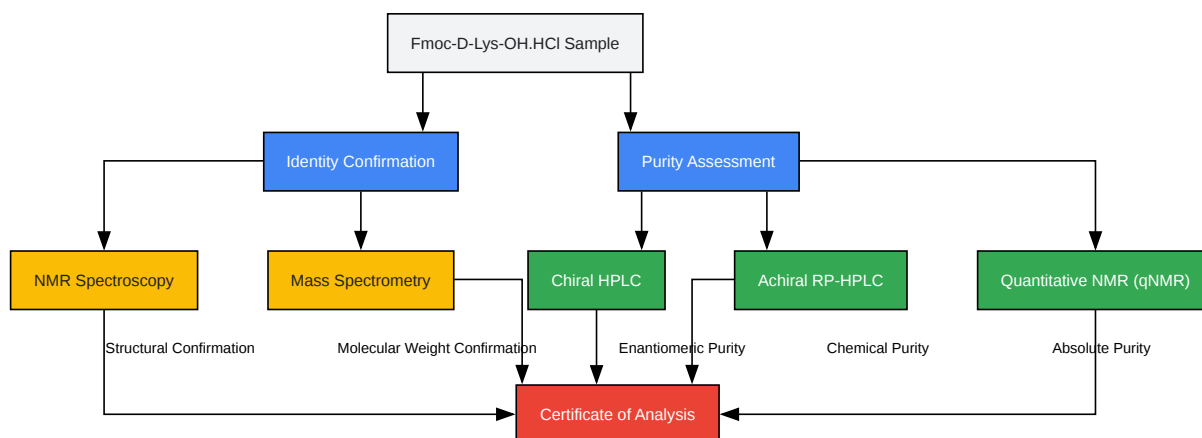 Fmoc-D-Lys-OH.HCl Sample
Identity Confirmation
Purity Assessment
NMR Spectroscopy
Mass Spectrometry
Chiral HPLC
Achiral RP-HPLC
Quantitative NMR (qNMR)
Structural Confirmation
Molecular Weight Confirmation
Enantiomeric Purity
Chemical Purity
Absolute Purity
Certificate of Analysis